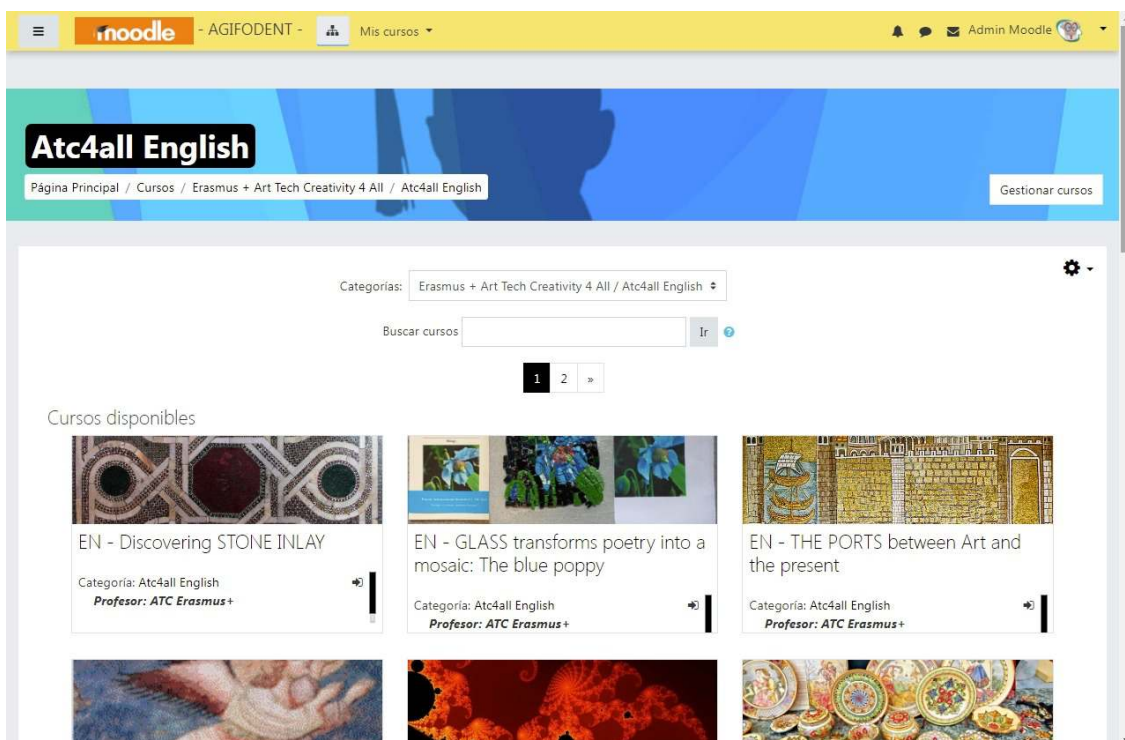 moodle - AGIFODENT - Mis cursos Admin Moodle
Atc4all English
Página Principal / Cursos / Erasmus + Art Tech Creativity 4 All / Atc4all English
Gestionar cursos
Categorías: Erasmus + Art Tech Creativity 4 All / Atc4all English
Buscar cursos Ir
1 2 »
Cursos disponibles
EN - Discovering STONE INLAY
Categoría: Atc4all English
Profesor: ATC Erasmus+
EN - GLASS transforms poetry into a
mosaic: The blue poppy
Categoría: Atc4all English
Profesor: ATC Erasmus+
EN - THE PORTS between Art and
the present
Categoría: Atc4all English
Profesor: ATC Erasmus+